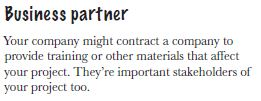 Business partner
Your company might contract a company to
provide training or other materials that affect
your project. They're important stakeholders of
your project too.